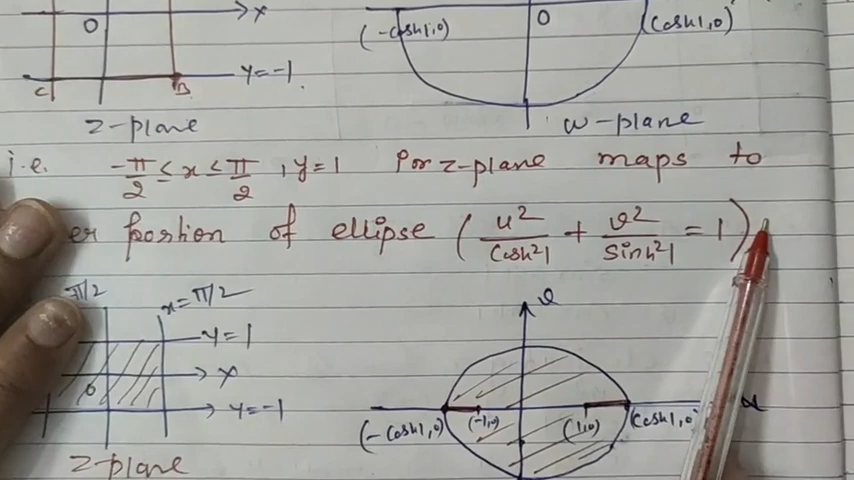 O x (-cosh1,0) O (cosh1,0)
C B y=-1
z-plane w-plane
i.e. -π/2 ≤ x ≤ π/2 , y=1 Por z-plane maps to
er portion of ellipse ( u²/cosh²1 + v²/sinh²1 = 1 )
π/2 x=π/2 v
y=1
o x
y=-1 (-cosh1,0) (-1,0) (1,0) (cosh1,0)
z-plane